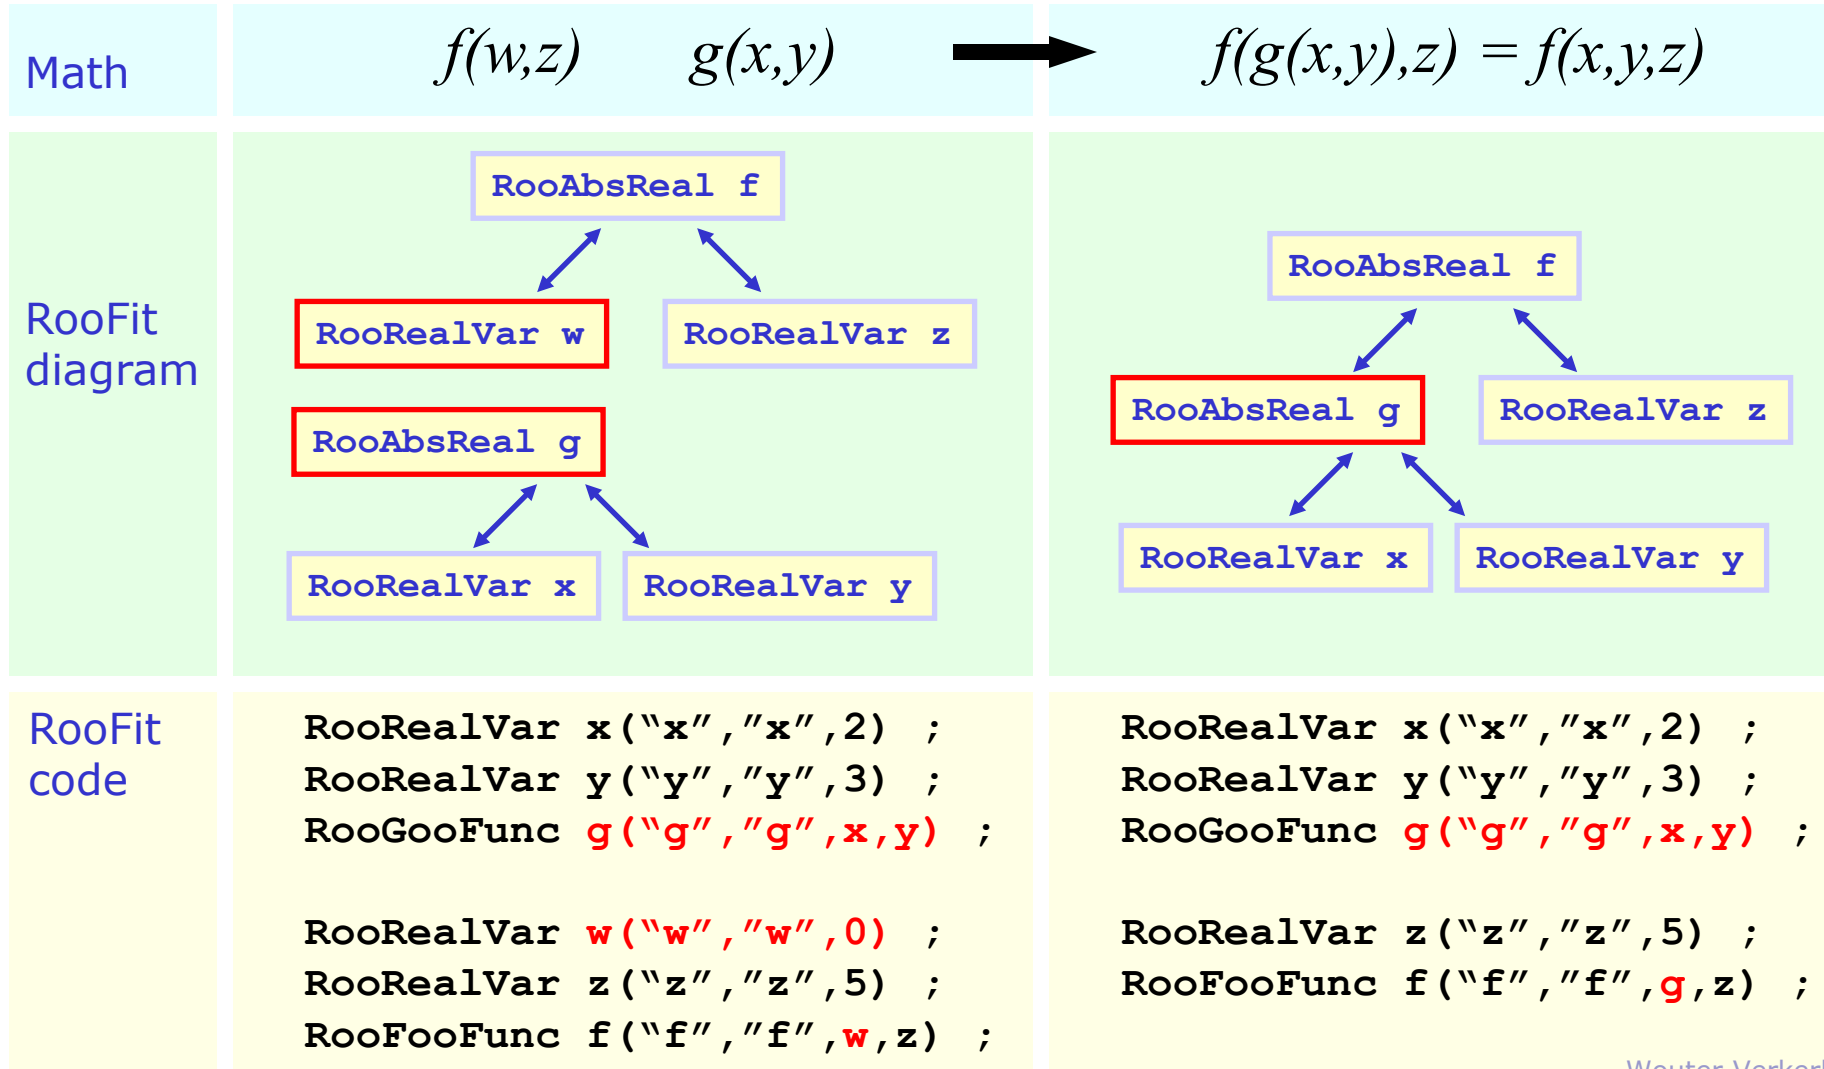 Math
f(w,z) g(x,y)
f(g(x,y),z) = f(x,y,z)
RooFit
diagram
RooAbsReal f
RooRealVar w
RooRealVar z
RooAbsReal g
RooRealVar x
RooRealVar y
RooAbsReal f
RooAbsReal g
RooRealVar z
RooRealVar x
RooRealVar y
RooFit
code
RooRealVar x(“x”,”x”,2) ;
RooRealVar y(“y”,”y”,3) ;
RooGooFunc g(“g”,”g”,x,y) ;
RooRealVar w(“w”,”w”,0) ;
RooRealVar z(“z”,”z”,5) ;
RooFooFunc f(“f”,”f”,w,z) ;
RooRealVar x(“x”,”x”,2) ;
RooRealVar y(“y”,”y”,3) ;
RooGooFunc g(“g”,”g”,x,y) ;
RooRealVar z(“z”,”z”,5) ;
RooFooFunc f(“f”,”f”,g,z) ;